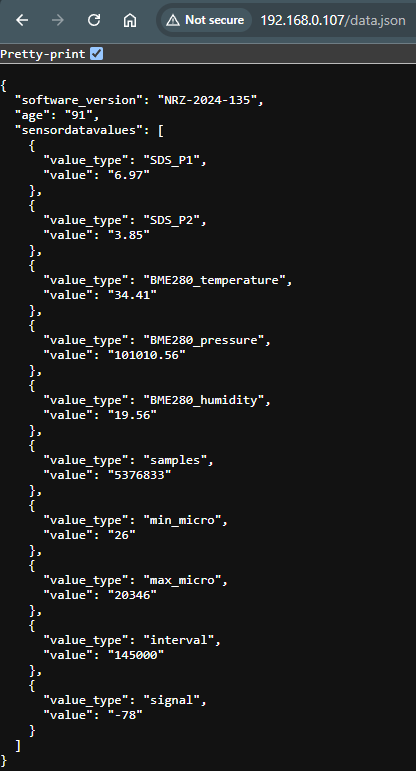 Not secure 192.168.0.107/data.json
Pretty-print
{
"software_version": "NRZ-2024-135",
"age": "91",
"sensordatavalues": [
{
"value_type": "SDS_P1",
"value": "6.97"
},
{
"value_type": "SDS_P2",
"value": "3.85"
},
{
"value_type": "BME280_temperature",
"value": "34.41"
},
{
"value_type": "BME280_pressure",
"value": "101010.56"
},
{
"value_type": "BME280_humidity",
"value": "19.56"
},
{
"value_type": "samples",
"value": "5376833"
},
{
"value_type": "min_micro",
"value": "26"
},
{
"value_type": "max_micro",
"value": "20346"
},
{
"value_type": "interval",
"value": "145000"
},
{
"value_type": "signal",
"value": "-78"
}
]
}